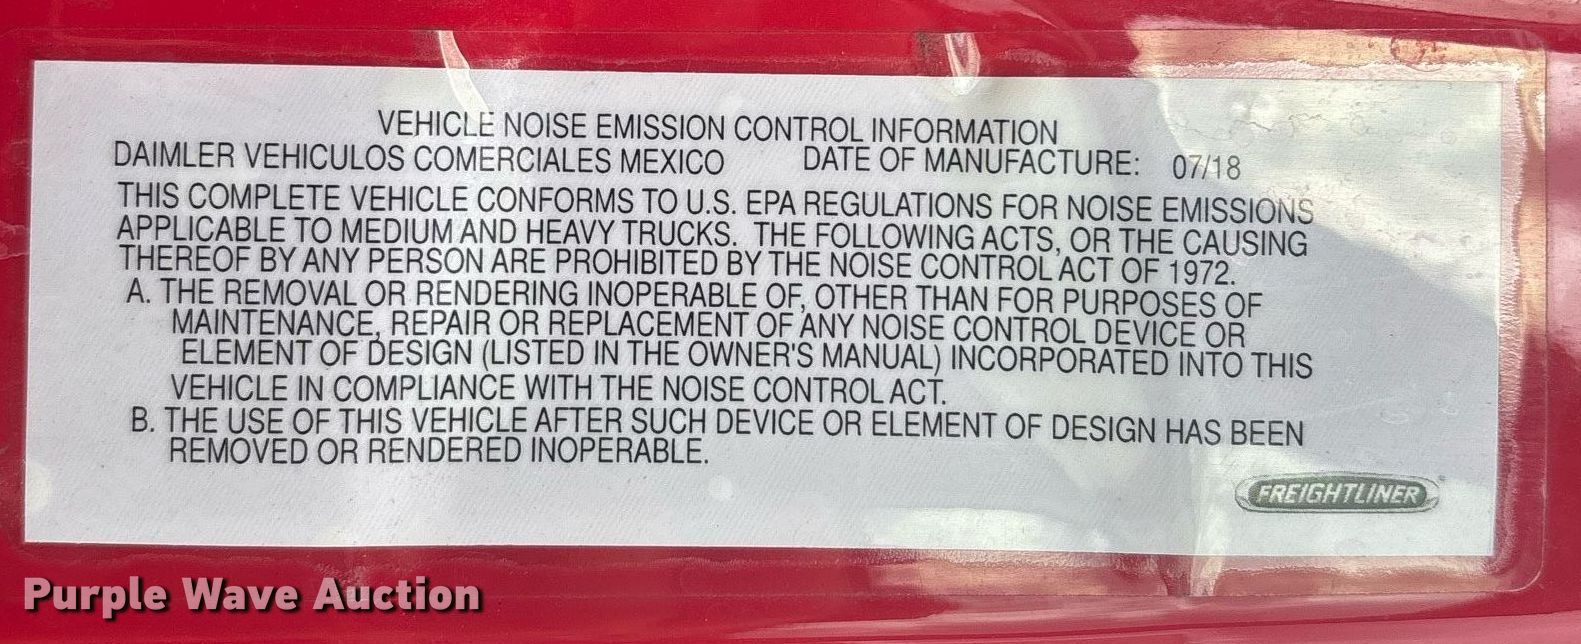 VEHICLE NOISE EMISSION CONTROL INFORMATION
DAIMLER VEHICULOS COMERCIALES MEXICO DATE OF MANUFACTURE: 07/18
THIS COMPLETE VEHICLE CONFORMS TO U.S. EPA REGULATIONS FOR NOISE EMISSIONS
APPLICABLE TO MEDIUM AND HEAVY TRUCKS. THE FOLLOWING ACTS, OR THE CAUSING
THEREOF BY ANY PERSON ARE PROHIBITED BY THE NOISE CONTROL ACT OF 1972.
A. THE REMOVAL OR RENDERING INOPERABLE OF, OTHER THAN FOR PURPOSES OF
MAINTENANCE, REPAIR OR REPLACEMENT OF ANY NOISE CONTROL DEVICE OR
ELEMENT OF DESIGN (LISTED IN THE OWNER'S MANUAL) INCORPORATED INTO THIS
VEHICLE IN COMPLIANCE WITH THE NOISE CONTROL ACT.
B. THE USE OF THIS VEHICLE AFTER SUCH DEVICE OR ELEMENT OF DESIGN HAS BEEN
REMOVED OR RENDERED INOPERABLE.
FREIGHTLINER
Purple Wave Auction